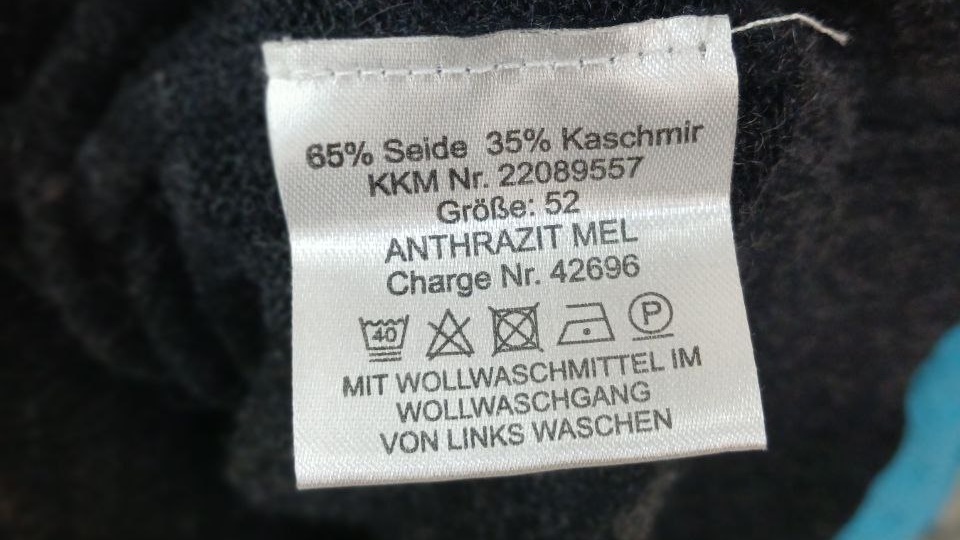 65% Seide 35% Kaschmir
KKM Nr. 22089557
Größe: 52
ANTHRAZIT MEL
Charge Nr. 42696
40 P
MIT WOLLWASCHMITTEL IM
WOLLWASCHGANG
VON LINKS WASCHEN